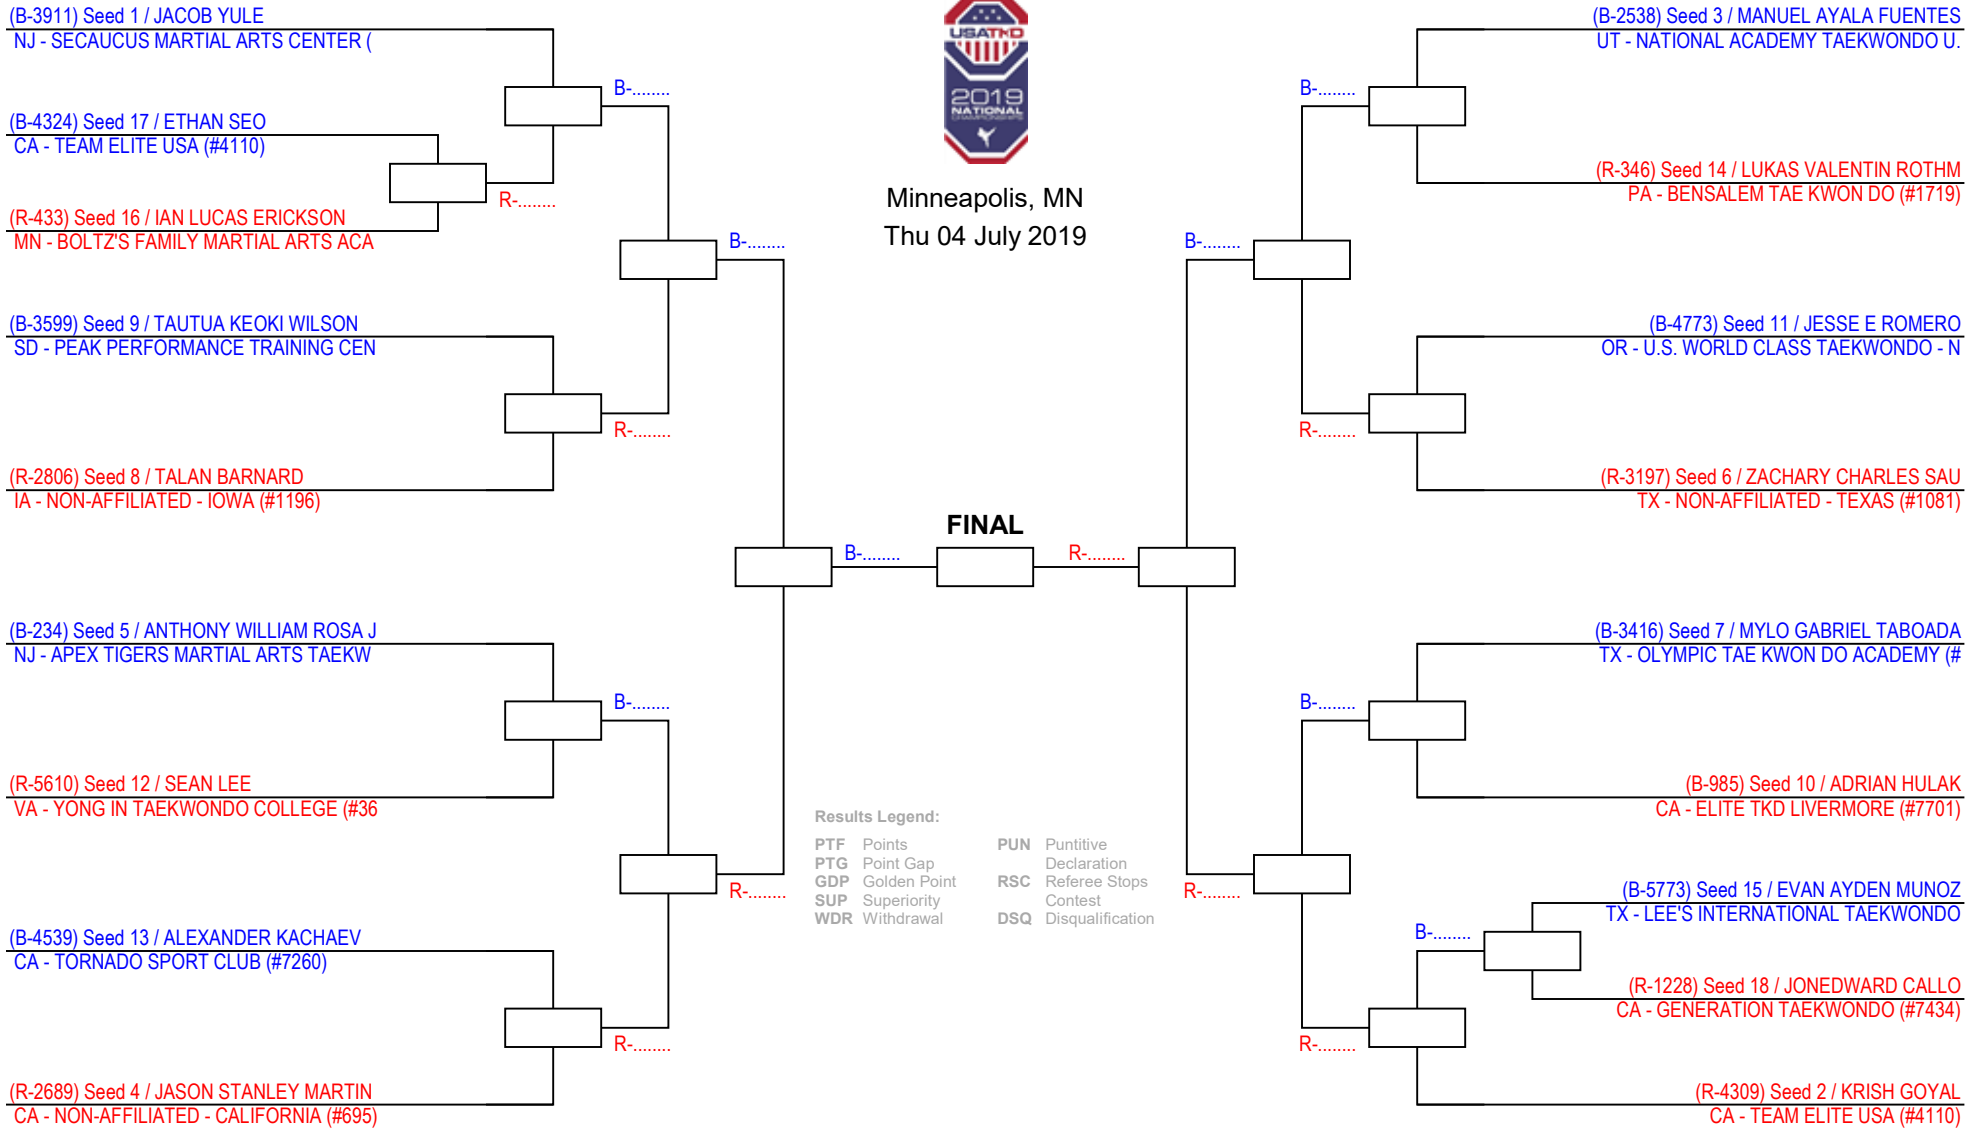 (B-3911) Seed 1 / JACOB YULE
NJ - SECAUCUS MARTIAL ARTS CENTER (
B-........
(B-4324) Seed 17 / ETHAN SEO
CA - TEAM ELITE USA (#4110)
R-........
(R-433) Seed 16 / IAN LUCAS ERICKSON
MN - BOLTZ'S FAMILY MARTIAL ARTS ACA
B-........
(B-3599) Seed 9 / TAUTUA KEOKI WILSON
SD - PEAK PERFORMANCE TRAINING CEN
R-........
(R-2806) Seed 8 / TALAN BARNARD
IA - NON-AFFILIATED - IOWA (#1196)
B-........
(B-234) Seed 5 / ANTHONY WILLIAM ROSA J
NJ - APEX TIGERS MARTIAL ARTS TAEKW
B-........
(R-5610) Seed 12 / SEAN LEE
VA - YONG IN TAEKWONDO COLLEGE (#36
R-........
(B-4539) Seed 13 / ALEXANDER KACHAEV
CA - TORNADO SPORT CLUB (#7260)
R-........
(R-2689) Seed 4 / JASON STANLEY MARTIN
CA - NON-AFFILIATED - CALIFORNIA (#695)
USATKD
2019
NATIONAL
CHAMPIONSHIPS
Minneapolis, MN
Thu 04 July 2019
FINAL
Results Legend:
PTF Points
PTG Point Gap
GDP Golden Point
SUP Superiority
WDR Withdrawal
PUN Puntitive
Declaration
RSC Referee Stops
Contest
DSQ Disqualification
(B-2538) Seed 3 / MANUEL AYALA FUENTES
UT - NATIONAL ACADEMY TAEKWONDO U.
B-........
(R-346) Seed 14 / LUKAS VALENTIN ROTHM
PA - BENSALEM TAE KWON DO (#1719)
B-........
(B-4773) Seed 11 / JESSE E ROMERO
OR - U.S. WORLD CLASS TAEKWONDO - N
R-........
(R-3197) Seed 6 / ZACHARY CHARLES SAU
TX - NON-AFFILIATED - TEXAS (#1081)
R-........
(B-3416) Seed 7 / MYLO GABRIEL TABOADA
TX - OLYMPIC TAE KWON DO ACADEMY (#
B-........
(B-985) Seed 10 / ADRIAN HULAK
CA - ELITE TKD LIVERMORE (#7701)
R-........
(B-5773) Seed 15 / EVAN AYDEN MUNOZ
TX - LEE'S INTERNATIONAL TAEKWONDO
B-........
(R-1228) Seed 18 / JONEDWARD CALLO
CA - GENERATION TAEKWONDO (#7434)
R-........
(R-4309) Seed 2 / KRISH GOYAL
CA - TEAM ELITE USA (#4110)